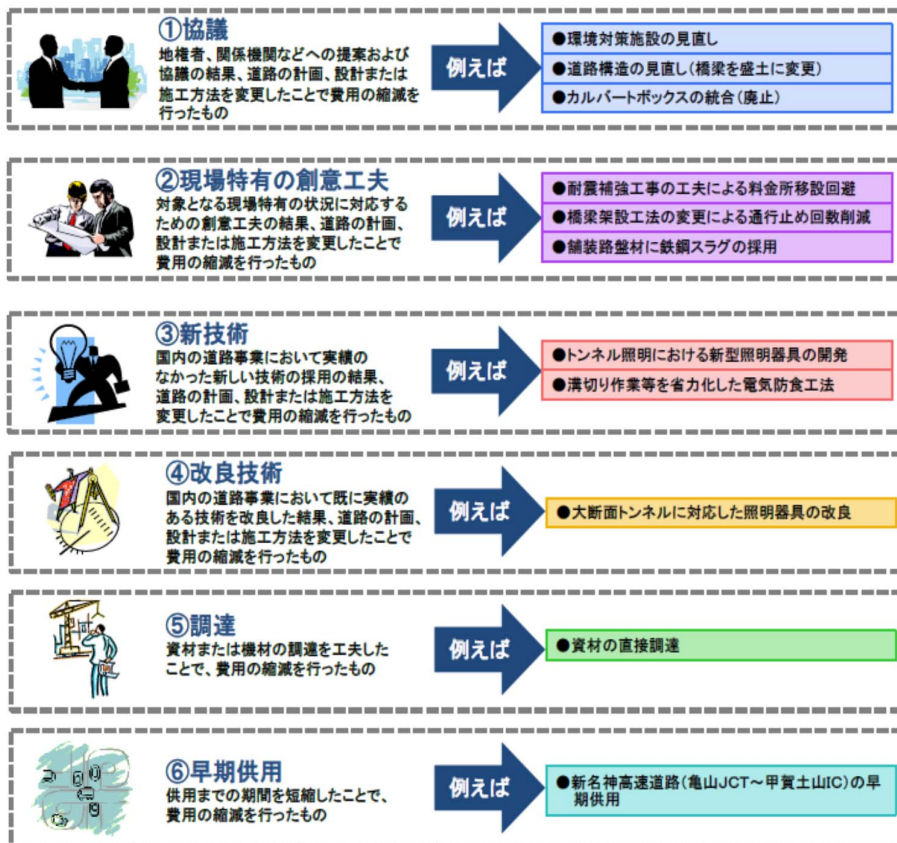 ①協議
地権者、関係機関などへの提案および
協議の結果、道路の計画、設計または
施工方法を変更したことで費用の縮減を
行ったもの
例えば
●環境対策施設の見直し
●道路構造の見直し(橋梁を盛土に変更)
●カルバートボックスの統合(廃止)
②現場特有の創意工夫
対象となる現場特有の状況に対応する
ための創意工夫の結果、道路の計画、
設計または施工方法を変更したことで
費用の縮減を行ったもの
例えば
●耐震補強工事の工夫による料金所移設回避
●橋梁架設工法の変更による通行止め回数削減
●舗装路盤材に鉄鋼スラグの採用
③新技術
国内の道路事業において実績の
なかった新しい技術の採用の結果、
道路の計画、設計または施工方法を
変更したことで費用の縮減を行ったもの
例えば
●トンネル照明における新型照明器具の開発
●溝切り作業等を省力化した電気防食工法
④改良技術
国内の道路事業において既に実績の
ある技術を改良した結果、道路の計画、
設計または施工方法を変更したことで
費用の縮減を行ったもの
例えば
●大断面トンネルに対応した照明器具の改良
⑤調達
資材または機材の調達を工夫した
ことで、費用の縮減を行ったもの
例えば
●資材の直接調達
⑥早期供用
供用までの期間を短縮したことで、
費用の縮減を行ったもの
例えば
●新名神高速道路(亀山JCT～甲賀土山IC)の早
期供用